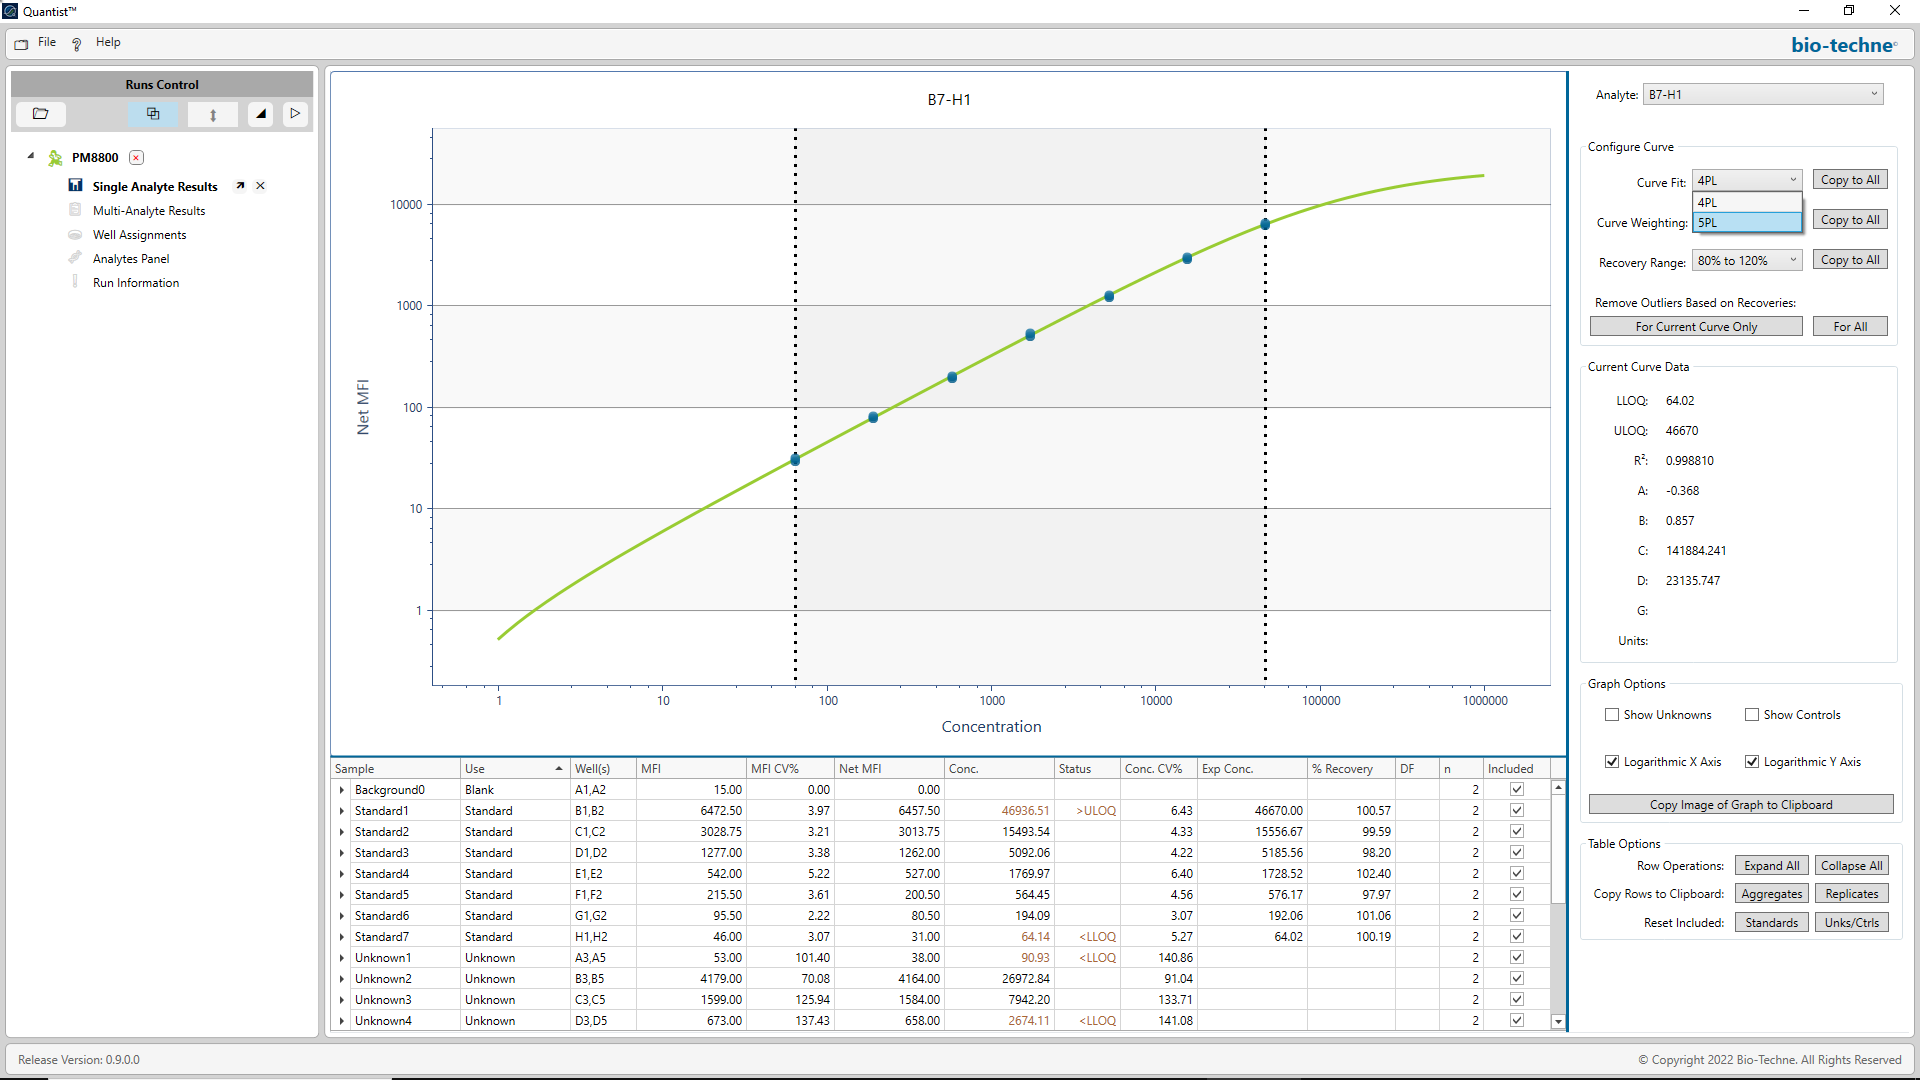 Quantist™
File Help
bio-techne
Runs Control
PM8800
Single Analyte Results
Multi-Analyte Results
Well Assignments
Analytes Panel
Run Information
B7-H1
Net MFI
10000
1000
100
10
1
1 10 100 1000 10000 100000 1000000
Concentration
Sample Use Well(s) MFI MFI CV% Net MFI Conc. Status Conc. CV% Exp Conc. % Recovery DF n Included
Background0 Blank A1,A2 15.00 0.00 0.00 2
Standard1 Standard B1,B2 6472.50 3.97 6457.50 46936.51 >ULOQ 6.43 46670.00 100.57 2
Standard2 Standard C1,C2 3028.75 3.21 3013.75 15493.54 4.33 15556.67 99.59 2
Standard3 Standard D1,D2 1277.00 3.38 1262.00 5092.06 4.22 5185.56 98.20 2
Standard4 Standard E1,E2 542.00 5.22 527.00 1769.97 6.40 1728.52 102.40 2
Standard5 Standard F1,F2 215.50 3.61 200.50 564.45 4.56 576.17 97.97 2
Standard6 Standard G1,G2 95.50 2.22 80.50 194.09 3.07 192.06 101.06 2
Standard7 Standard H1,H2 46.00 3.07 31.00 64.14 <LLOQ 5.27 64.02 100.19 2
Unknown1 Unknown A3,A5 53.00 101.40 38.00 90.93 <LLOQ 140.86 2
Unknown2 Unknown B3,B5 4179.00 70.08 4164.00 26972.84 91.04 2
Unknown3 Unknown C3,C5 1599.00 125.94 1584.00 7942.20 133.71 2
Unknown4 Unknown D3,D5 673.00 137.43 658.00 2674.11 <LLOQ 141.08 2
Analyte: B7-H1
Configure Curve
Curve Fit: 4PL Copy to All
4PL
Curve Weighting: 5PL Copy to All
Recovery Range: 80% to 120% Copy to All
Remove Outliers Based on Recoveries:
For Current Curve Only For All
Current Curve Data
LLOQ: 64.02
ULOQ: 46670
R²: 0.998810
A: -0.368
B: 0.857
C: 141884.241
D: 23135.747
G:
Units:
Graph Options
Show Unknowns Show Controls
Logarithmic X Axis Logarithmic Y Axis
Copy Image of Graph to Clipboard
Table Options
Row Operations: Expand All Collapse All
Copy Rows to Clipboard: Aggregates Replicates
Reset Included: Standards Unks/Ctrls
Release Version: 0.9.0.0
© Copyright 2022 Bio-Techne. All Rights Reserved